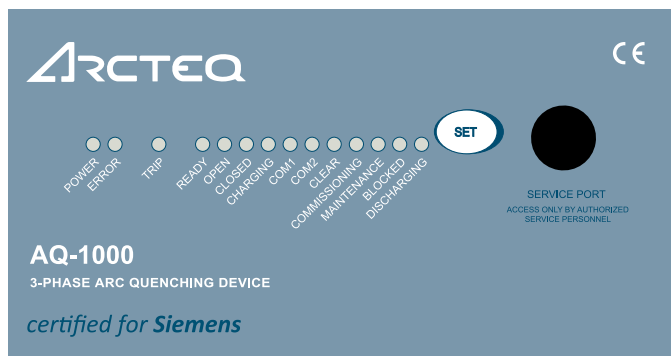 ARCTEQ
CE
SET
POWER
ERROR
TRIP
READY
OPEN
CLOSED
CHARGING
COM1
COM2
CLEAR
COMMISSIONING
MAINTENANCE
BLOCKED
DISCHARGING
SERVICE PORT
ACCESS ONLY BY AUTHORIZED
SERVICE PERSONNEL
AQ-1000
3-PHASE ARC QUENCHING DEVICE
certified for Siemens